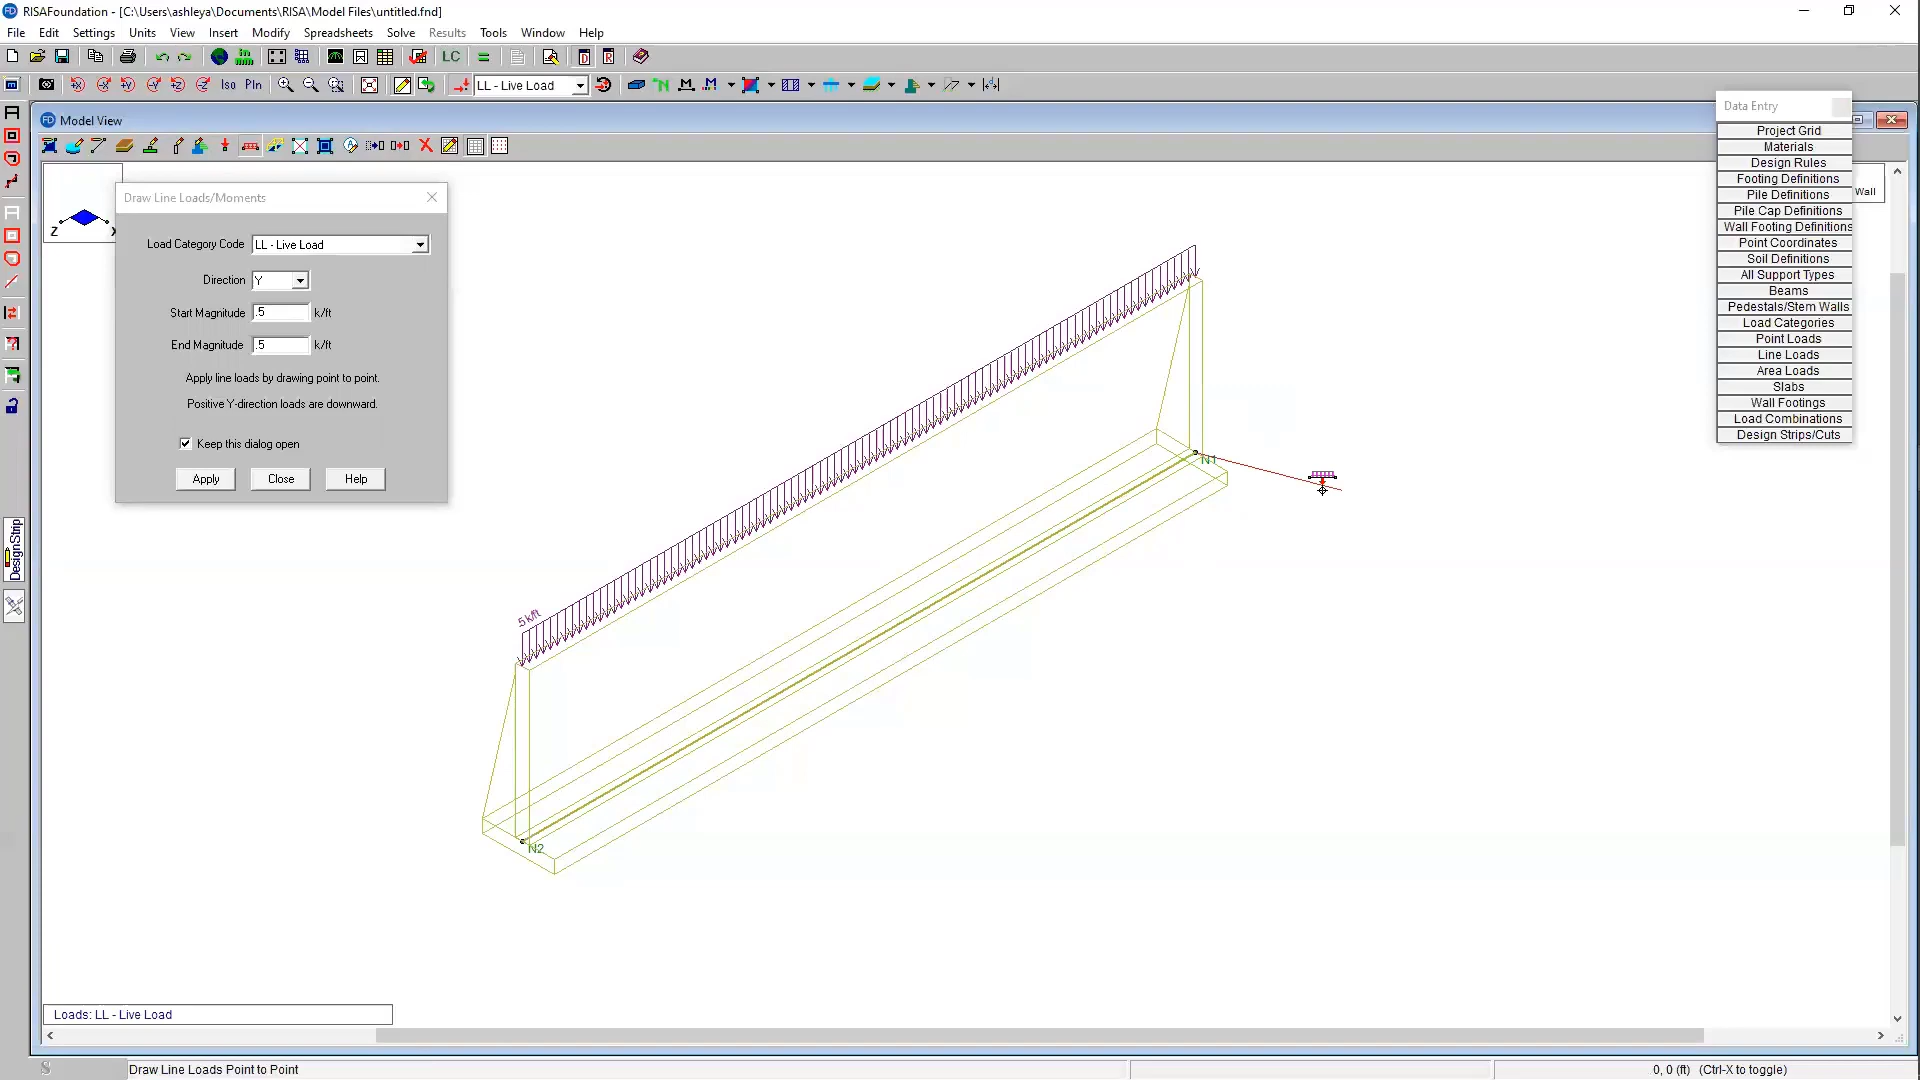 RISAFoundation - [C:\Users\ashleya\Documents\RISA\Model Files\untitled.fnd]
File Edit Settings Units View Insert Modify Spreadsheets Solve Results Tools Window Help
LC D R
Iso Pln LL - Live Load
Model View
Data Entry
Project Grid
Materials
Design Rules
Footing Definitions
Pile Definitions
Pile Cap Definitions
Wall Footing Definitions
Point Coordinates
Soil Definitions
All Support Types
Beams
Pedestals/Stem Walls
Load Categories
Point Loads
Line Loads
Area Loads
Slabs
Wall Footings
Load Combinations
Design Strips/Cuts
Wall
Z X
Draw Line Loads/Moments
Load Category Code LL - Live Load
Direction Y
Start Magnitude .5 k/ft
End Magnitude .5 k/ft
Apply line loads by drawing point to point.
Positive Y-direction loads are downward.
Keep this dialog open
Apply Close Help
.5k/ft
N1
N2
DesignStrip
Loads: LL - Live Load
S Draw Line Loads Point to Point 0, 0 (ft) (Ctrl-X to toggle)